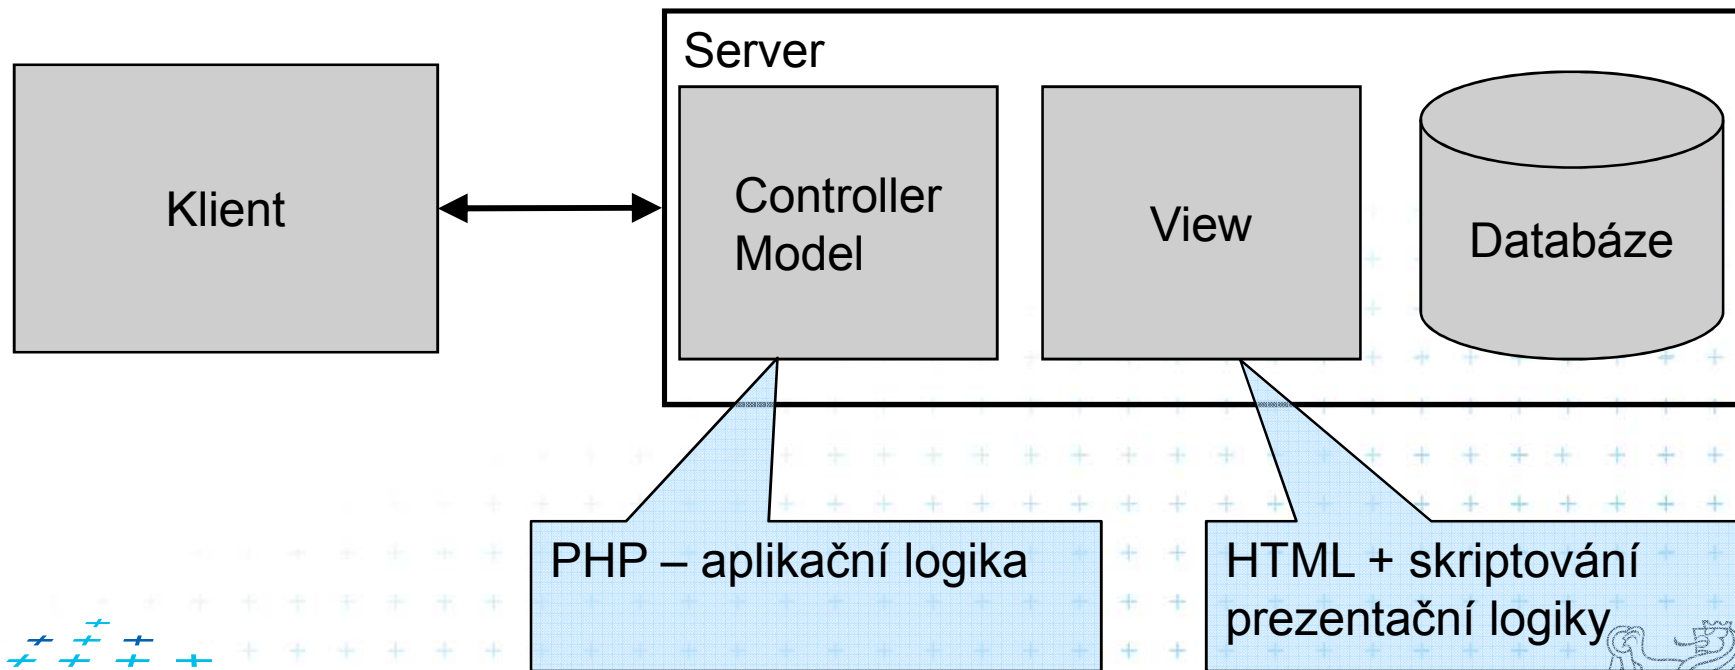 Server
Klient
Controller
Model
View
Databáze
PHP – aplikační logika
HTML + skriptování
prezentační logiky